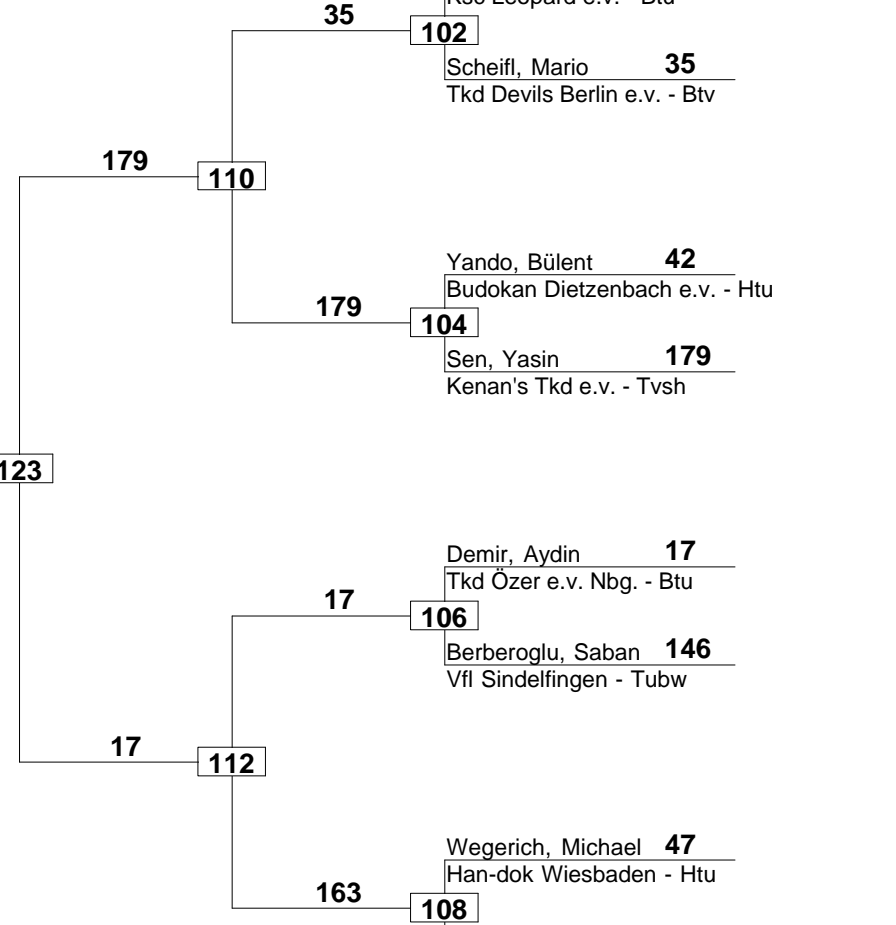 35
102
Scheifl, Mario 35
Tkd Devils Berlin e.v. - Btv
179
110
Yando, Bülent 42
Budokan Dietzenbach e.v. - Htu
179
104
Sen, Yasin 179
Kenan's Tkd e.v. - Tvsh
123
Demir, Aydin 17
Tkd Özer e.v. Nbg. - Btu
17
106
Berberoglu, Saban 146
Vfl Sindelfingen - Tubw
17
112
Wegerich, Michael 47
Han-dok Wiesbaden - Htu
163
108